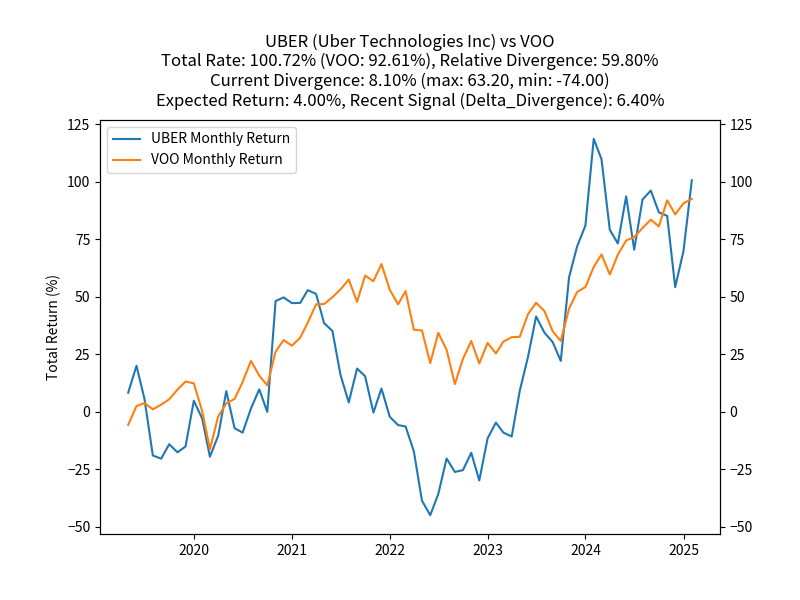 UBER (Uber Technologies Inc) vs VOO
Total Rate: 100.72% (VOO: 92.61%), Relative Divergence: 59.80%
Current Divergence: 8.10% (max: 63.20, min: -74.00)
Expected Return: 4.00%, Recent Signal (Delta_Divergence): 6.40%
UBER Monthly Return
VOO Monthly Return
Total Return (%)
125
100
75
50
25
0
−25
−50
125
100
75
50
25
0
−25
−50
2020 2021 2022 2023 2024 2025